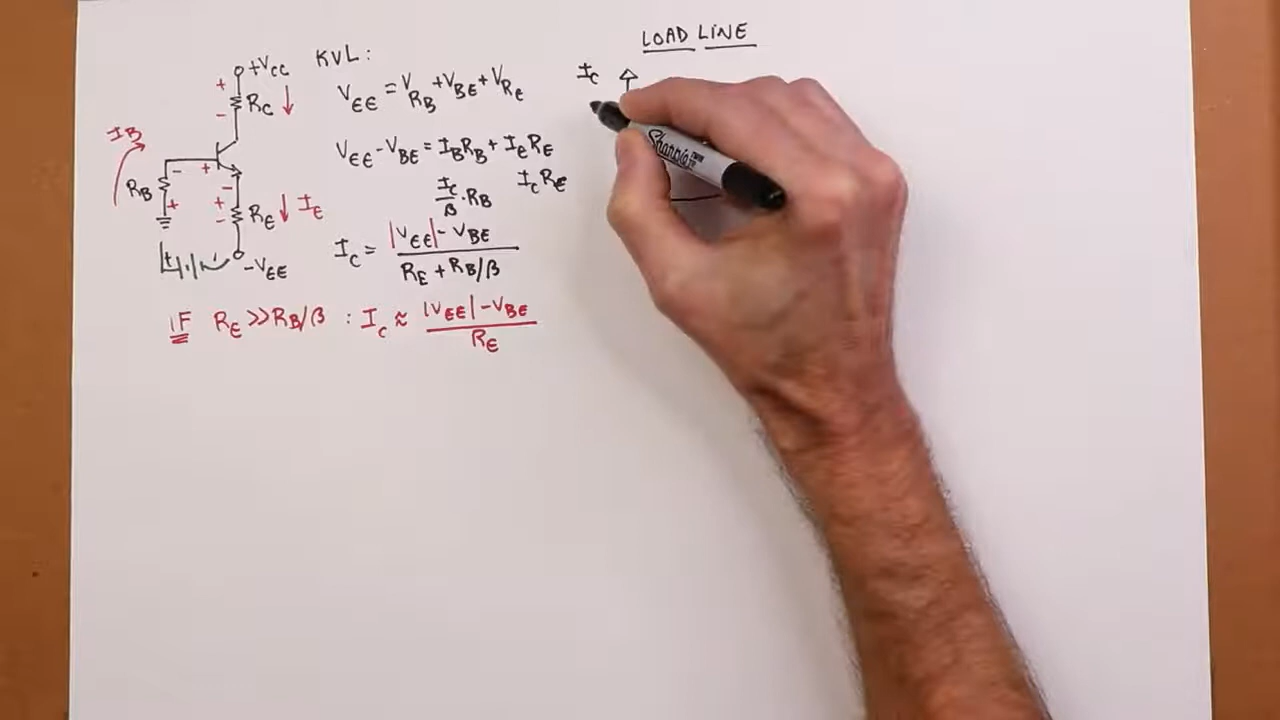 LOAD LINE
KVL:
+VCC
VEE = VRB + VBE + VRE
IC
RC
IB
VEE - VBE = IBRB + IERE
IC/β · RB ICRE
RB
RE IE
IC = |VEE| - VBE / RE + RB/β
-VEE
IF RE >> RB/β : IC ≈ |VEE| - VBE / RE
Sharpie